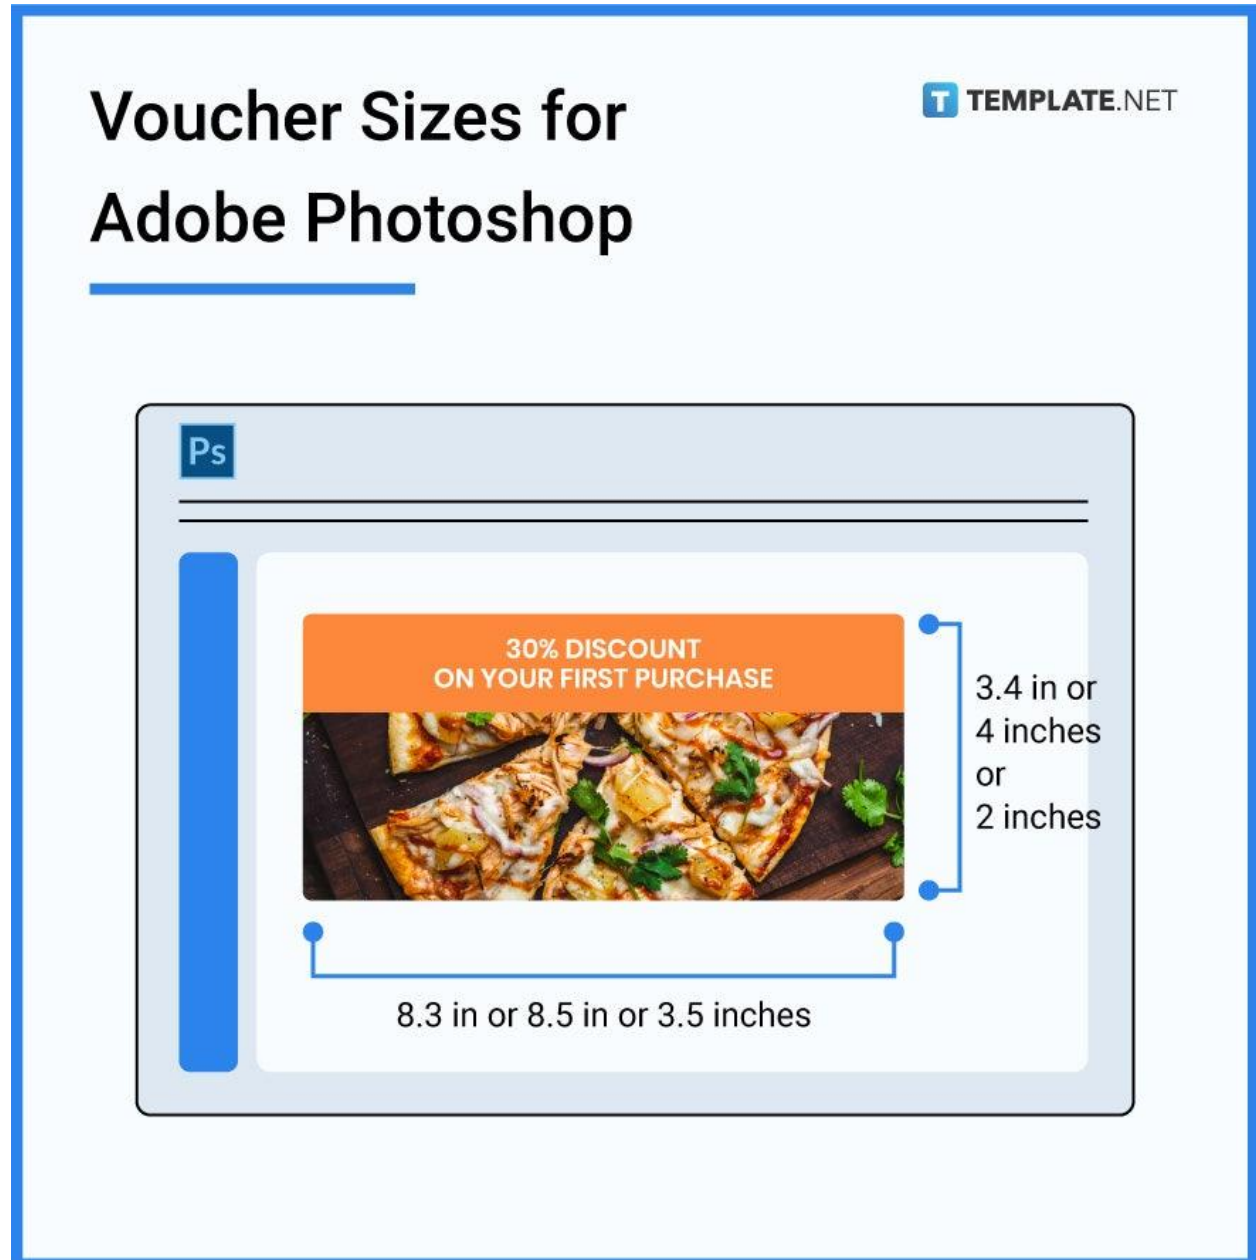 Voucher Sizes for
Adobe Photoshop
T TEMPLATE.NET
Ps
30% DISCOUNT
ON YOUR FIRST PURCHASE
3.4 in or
4 inches
or
2 inches
8.3 in or 8.5 in or 3.5 inches